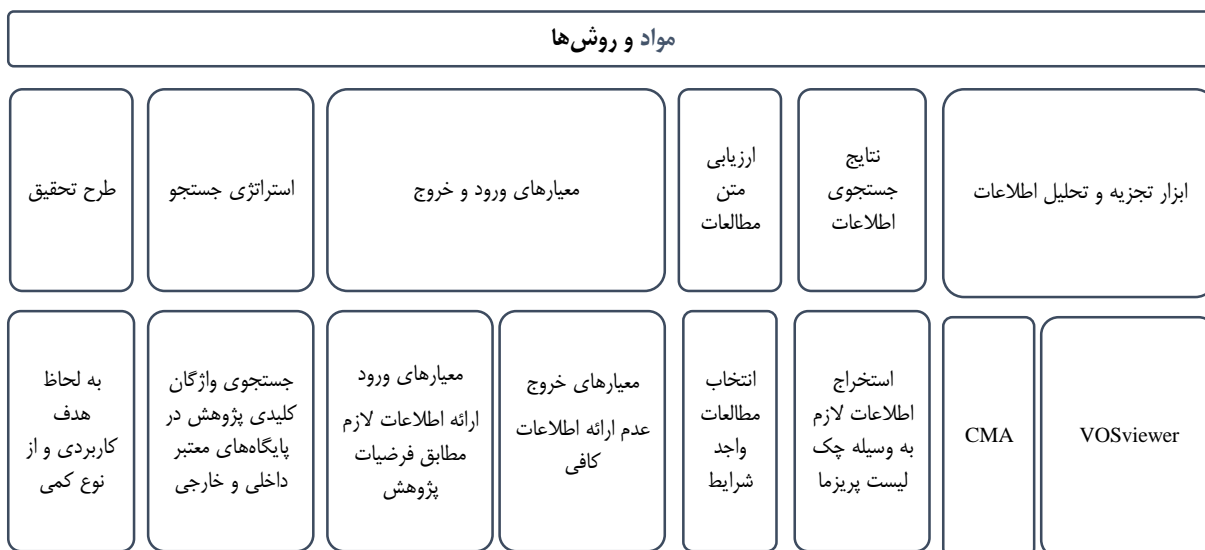 مواد و روش‌ها
طرح تحقیق
استراتژی جستجو
معیارهای ورود و خروج
ارزیابی
متن
مطالعات
نتایج
جستجوی
اطلاعات
ابزار تجزیه و تحلیل اطلاعات
به لحاظ
هدف
کاربردی و از
نوع کمی
جستجوی واژگان
کلیدی پژوهش در
پایگاه‌های معتبر
داخلی و خارجی
معیارهای ورود
ارائه اطلاعات لازم
مطابق فرضیات
پژوهش
معیارهای خروج
عدم ارائه اطلاعات
کافی
انتخاب
مطالعات
واجد
شرایط
استخراج
اطلاعات لازم
به وسیله چک
لیست پریزما
CMA
VOSviewer